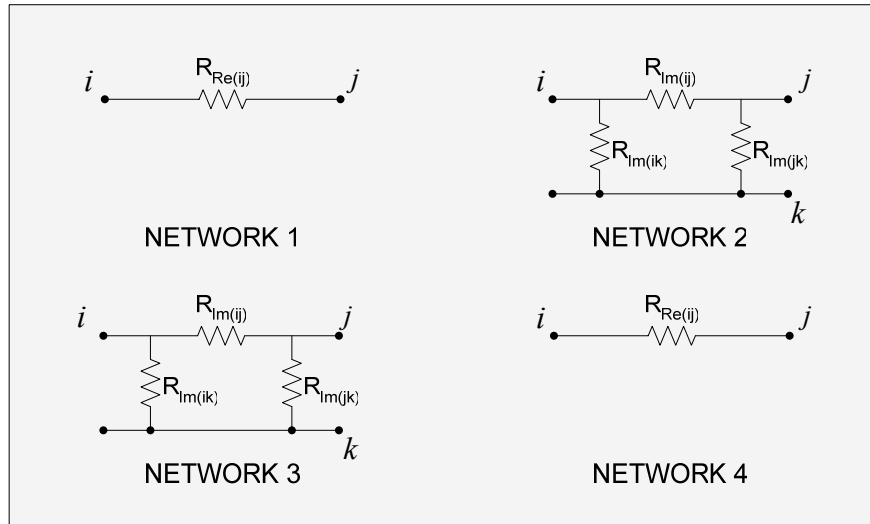 i R_Re(ij) j
NETWORK 1
i R_Im(ij) j
R_Im(ik) R_Im(jk)
k
NETWORK 2
i R_Im(ij) j
R_Im(ik) R_Im(jk)
k
NETWORK 3
i R_Re(ij) j
NETWORK 4